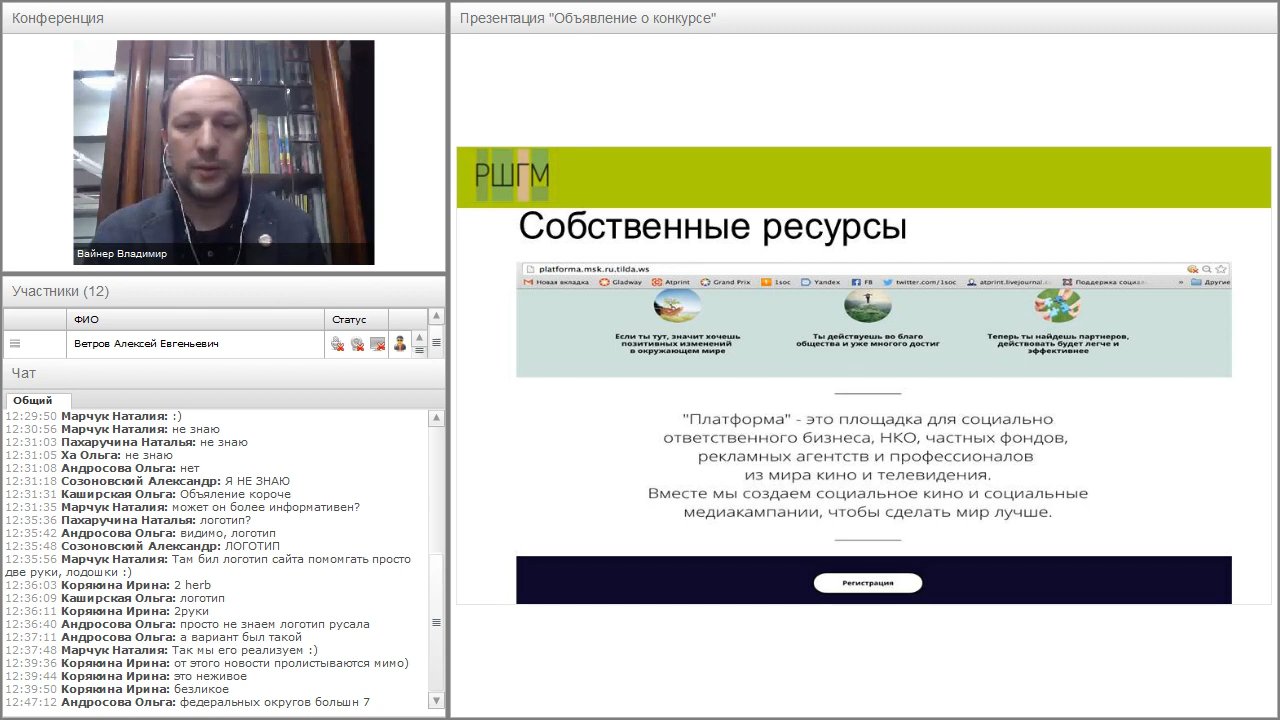 Конференция
Вайнер Владимир
Участники (12)
ФИО Статус
Ветров Алексей Евгеньевич
Чат
Общий
12:29:50 Марчук Наталия: :)
12:30:56 Марчук Наталия: не знаю
12:31:03 Пахаручина Наталья: не знаю
12:31:05 Ха Ольга: не знаю
12:31:08 Андросова Ольга: нет
12:31:18 Созоновский Александр: Я НЕ ЗНАЮ
12:31:31 Каширская Ольга: Объяление короче
12:31:35 Марчук Наталия: может он более информативен?
12:35:36 Пахаручина Наталья: логотип?
12:35:42 Андросова Ольга: видимо, логотип
12:35:48 Созоновский Александр: ЛОГОТИП
12:35:56 Марчук Наталия: Там бил логотип сайта помомгать просто
две руки, лодошки :)
12:36:03 Корякина Ирина: 2 herb
12:36:09 Каширская Ольга: логотип
12:36:11 Корякина Ирина: 2руки
12:36:40 Андросова Ольга: просто не знаем логотип русала
12:37:11 Андросова Ольга: а вариант был такой
12:37:48 Марчук Наталия: Так мы его реализуем :)
12:39:36 Корякина Ирина: от этого новости пролистываются мимо)
12:39:44 Корякина Ирина: это неживое
12:39:50 Корякина Ирина: безликое
12:47:12 Андросова Ольга: федеральных округов большн 7
Презентация "Объявление о конкурсе"
РШГМ
Собственные ресурсы
platforma.msk.ru.tilda.ws
Новая вкладка Gladway Atprint Grand Prix 1soc Yandex FB twitter.com/1soc atprint.livejournal.c Поддержка социал » Другие
Если ты тут, значит хочешь
позитивных изменений
в окружающем мире
Ты действуешь во благо
общества и уже многого достиг
Теперь ты найдешь партнеров,
действовать будет легче и
эффективнее
"Платформа" - это площадка для социально
ответственного бизнеса, НКО, частных фондов,
рекламных агентств и профессионалов
из мира кино и телевидения.
Вместе мы создаем социальное кино и социальные
медиакампании, чтобы сделать мир лучше.
Регистрация